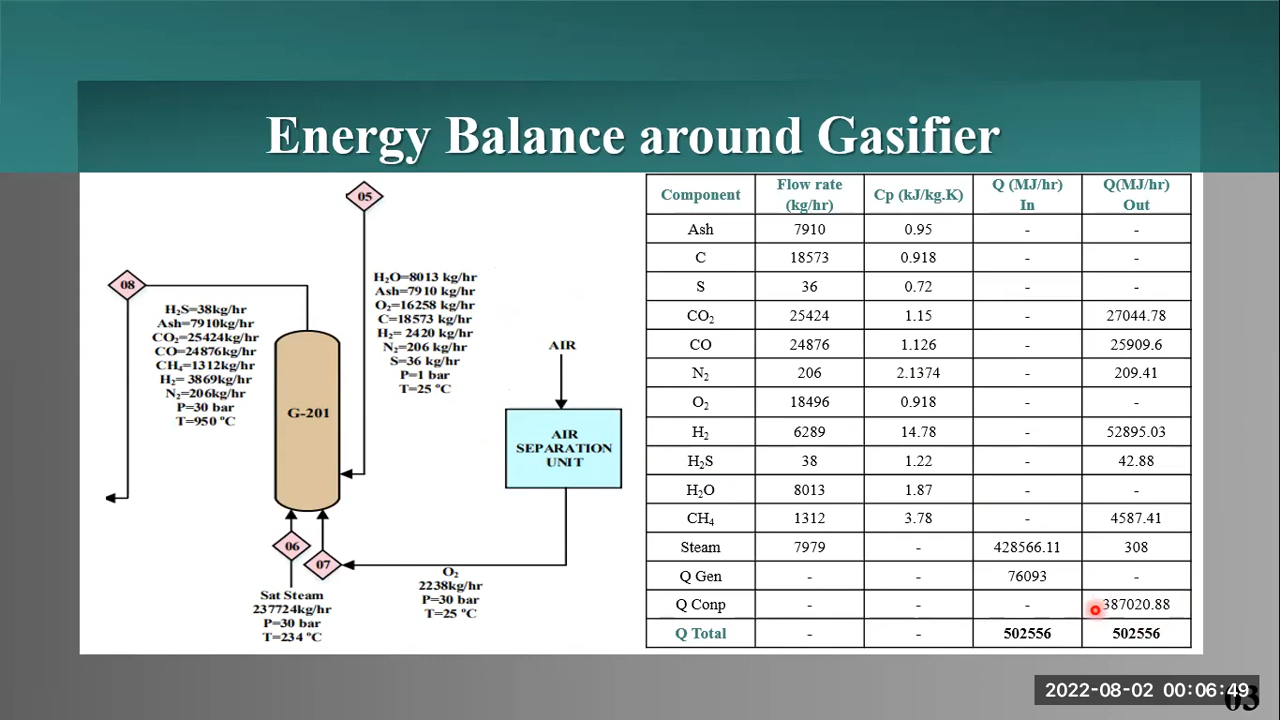 Energy Balance around Gasifier
05
08
H₂S=38kg/hr
Ash=7910kg/hr
CO₂=25424kg/hr
CO=24876kg/hr
CH₄=1312kg/hr
H₂= 3869kg/hr
N₂=206kg/hr
P=30 bar
T=950 °C
H₂O=8013 kg/hr
Ash=7910 kg/hr
O₂=16258 kg/hr
C=18573 kg/hr
H₂= 2420 kg/hr
N₂=206 kg/hr
S=36 kg/hr
P=1 bar
T=25 °C
G-201
AIR
AIR
SEPARATION
UNIT
06
07
Sat Steam
237724kg/hr
P=30 bar
T=234 °C
O₂
2238kg/hr
P=30 bar
T=25 °C
Component Flow rate (kg/hr) Cp (kJ/kg.K) Q (MJ/hr) In Q(MJ/hr) Out
Ash 7910 0.95 - -
C 18573 0.918 - -
S 36 0.72 - -
CO₂ 25424 1.15 - 27044.78
CO 24876 1.126 - 25909.6
N₂ 206 2.1374 - 209.41
O₂ 18496 0.918 - -
H₂ 6289 14.78 - 52895.03
H₂S 38 1.22 - 42.88
H₂O 8013 1.87 - -
CH₄ 1312 3.78 - 4587.41
Steam 7979 - 428566.11 308
Q Gen - - 76093 -
Q Conp - - - 387020.88
Q Total - - 502556 502556
2022-08-02 00:06:49